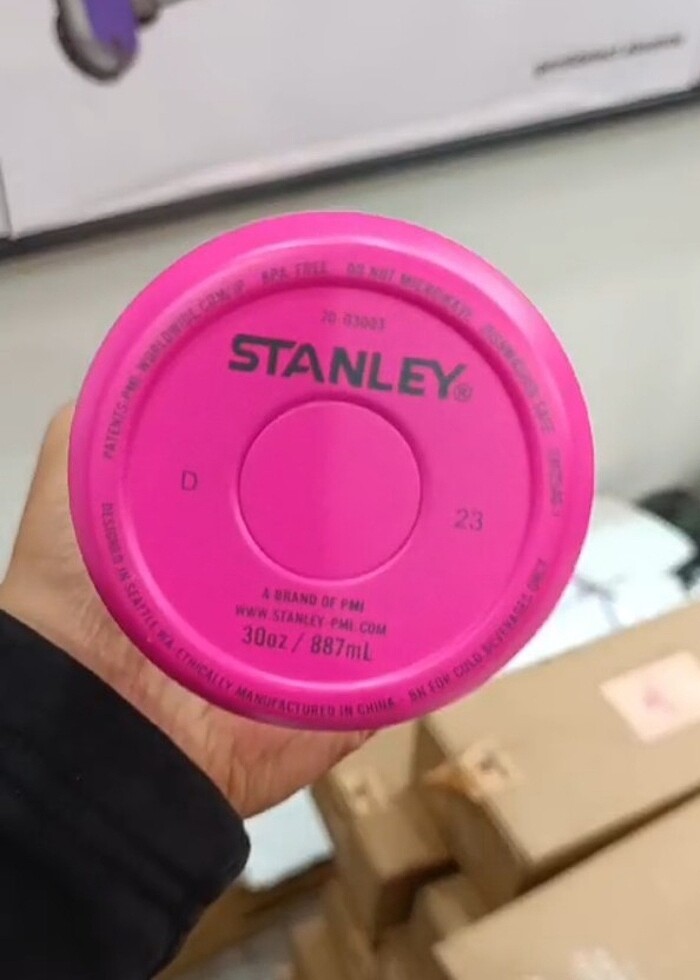 PATENTS:PMI-WORLDWIDE.COM/IP BPA-FREE DO NOT MICROWAVE DISHWASHER SAFE
20-03003
STANLEY®
D
23
A BRAND OF PMI
WWW.STANLEY-PMI.COM
30oz / 887mL
DESIGNED IN SEATTLE, WA. ETHICALLY MANUFACTURED IN CHINA - BH FOR COLD BEVERAGES ONLY